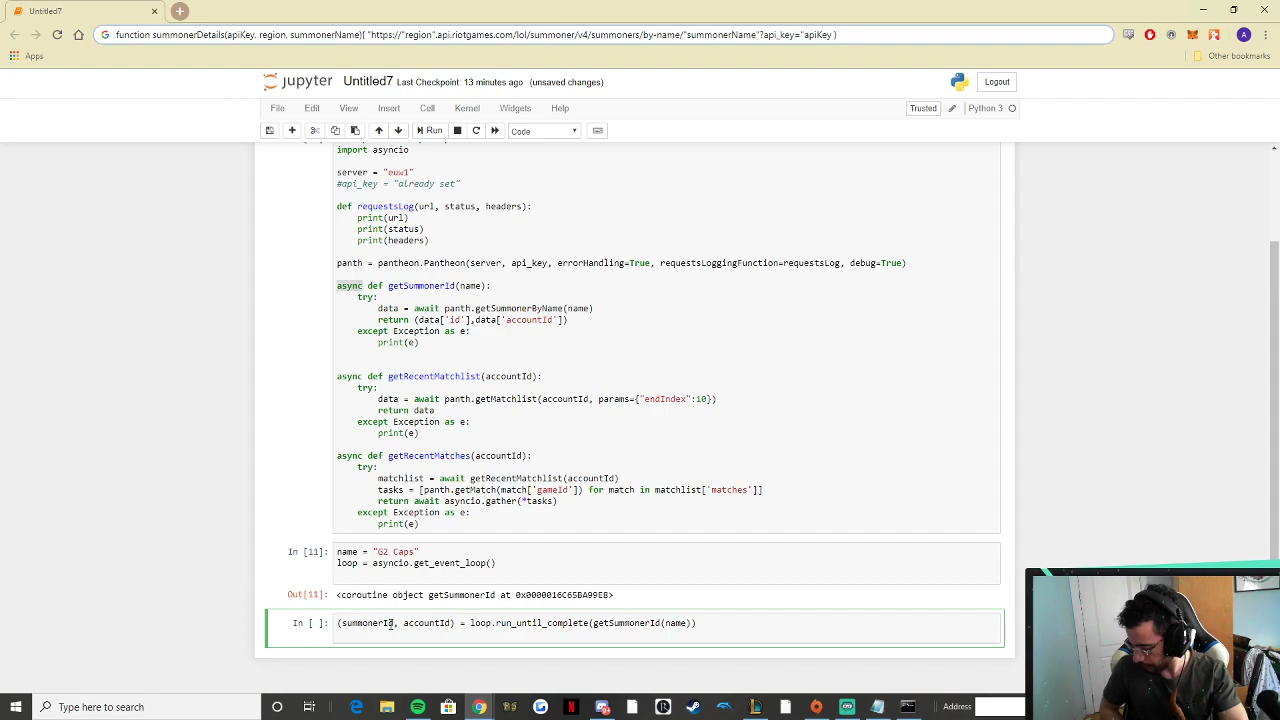 Untitled7
function summonerDetails(apiKey, region, summonerName){ "https://"region".api.riotgames.com/lol/summoner/v4/summoners/by-name/"summonerName"?api_key="apiKey }
Apps
Other bookmarks
jupyter Untitled7 Last Checkpoint: 13 minutes ago (unsaved changes)
Logout
File Edit View Insert Cell Kernel Widgets Help
Trusted Python 3
Run Code
import asyncio
server = "euw1"
#api_key = "already set"
def requestsLog(url, status, headers):
print(url)
print(status)
print(headers)
panth = pantheon.Pantheon(server, api_key, errorHandling=True, requestsLoggingFunction=requestsLog, debug=True)
async def getSummonerId(name):
try:
data = await panth.getSummonerByName(name)
return (data['id'],data['accountId'])
except Exception as e:
print(e)
async def getRecentMatchlist(accountId):
try:
data = await panth.getMatchlist(accountId, params={"endIndex":10})
return data
except Exception as e:
print(e)
async def getRecentMatches(accountId):
try:
matchlist = await getRecentMatchlist(accountId)
tasks = [panth.getMatch(match['gameId']) for match in matchlist['matches']]
return await asyncio.gather(*tasks)
except Exception as e:
print(e)
In [11]: name = "G2 Caps"
loop = asyncio.get_event_loop()
Out[11]: <coroutine object getSummonerId at 0x0000016C65BA99E8>
In [ ]: (summonerId, accountId) = loop.run_until_complete(getSummonerId(name))
Type here to search
Address